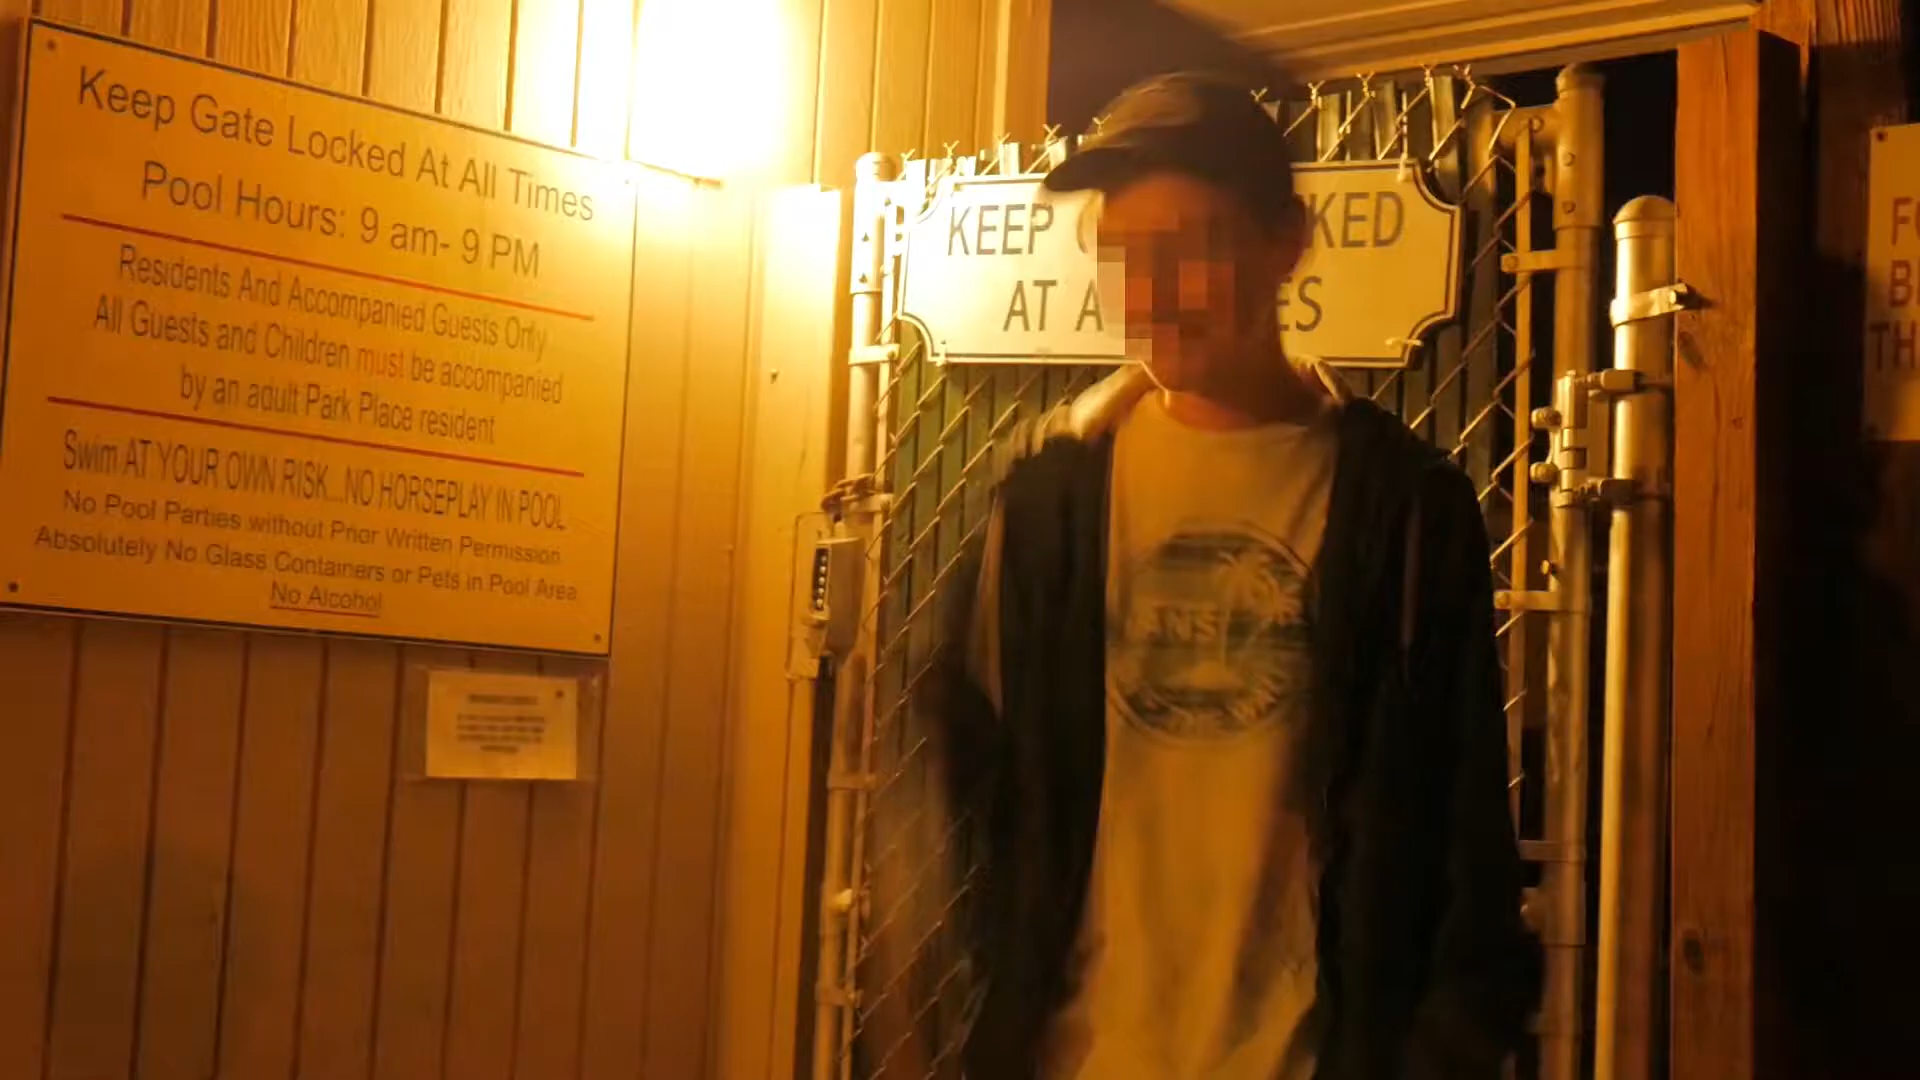 Keep Gate Locked At All Times
Pool Hours: 9 am- 9 PM
Residents And Accompanied Guests Only
All Guests and Children must be accompanied
by an adult Park Place resident
Swim AT YOUR OWN RISK...NO HORSEPLAY IN POOL
No Pool Parties without Prior Written Permission
Absolutely No Glass Containers or Pets in Pool Area
No Alcohol
KEEP KED
AT A ES
ANS
F
B
TH